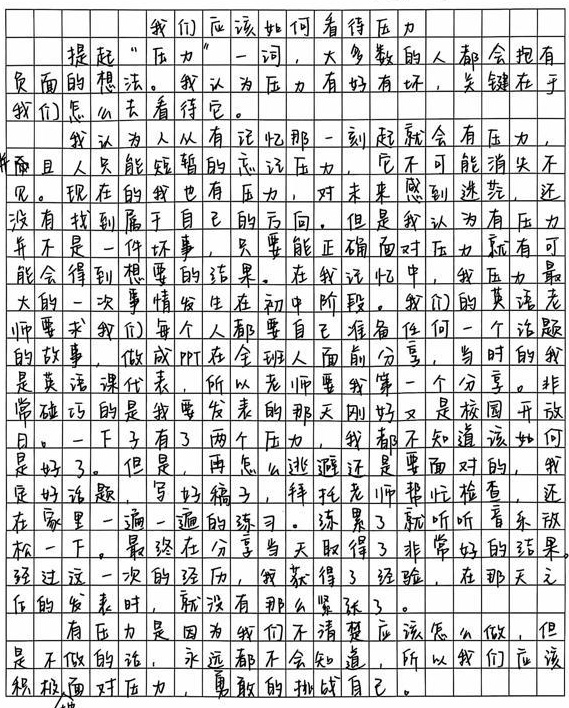 我们应该如何看待压力
提起“压力”一词，大多数的人都会抱有
负面的想法。我认为压力有好有坏，关键在于
我们怎么去看待它。
我认为人从有记忆那一刻起就会有压力，
并且人只能短暂的忘记压力，它不可能消失不
见。现在的我也有压力，对未来感到迷茫，还
没有找到属于自己的方向。但是我认为有压力
并不是一件坏事，只要能正确面对压力就有可
能会得到想要的结果。在我记忆中，我压力最
大的一次事情发生在初中阶段。我们的英语老
师要求我们每个人都要自己准备任何一个话题
的故事，做成PPT在全班人面前分享，当时的我
是英语课代表，所以老师要我第一个分享。非
常碰巧的是我要发表的那天刚好又是校园开放
日。一下子有了两个压力，我都不知道该如何
是好了。但是，再怎么逃避还是要面对的，我
定好话题，写好稿子，拜托老师帮忙检查，还
在家里一遍一遍的练习。练累了就听听音乐放
松一下。最终在分享当天取得了非常好的结果。
经过这一次的经历，我获得了经验，在那天之
后的发表时，就没有那么紧张了。
有压力是因为我们不清楚应该怎么做，但
是不做的话，永远都不会知道，所以我们应该
积极地面对压力，勇敢的挑战自己。